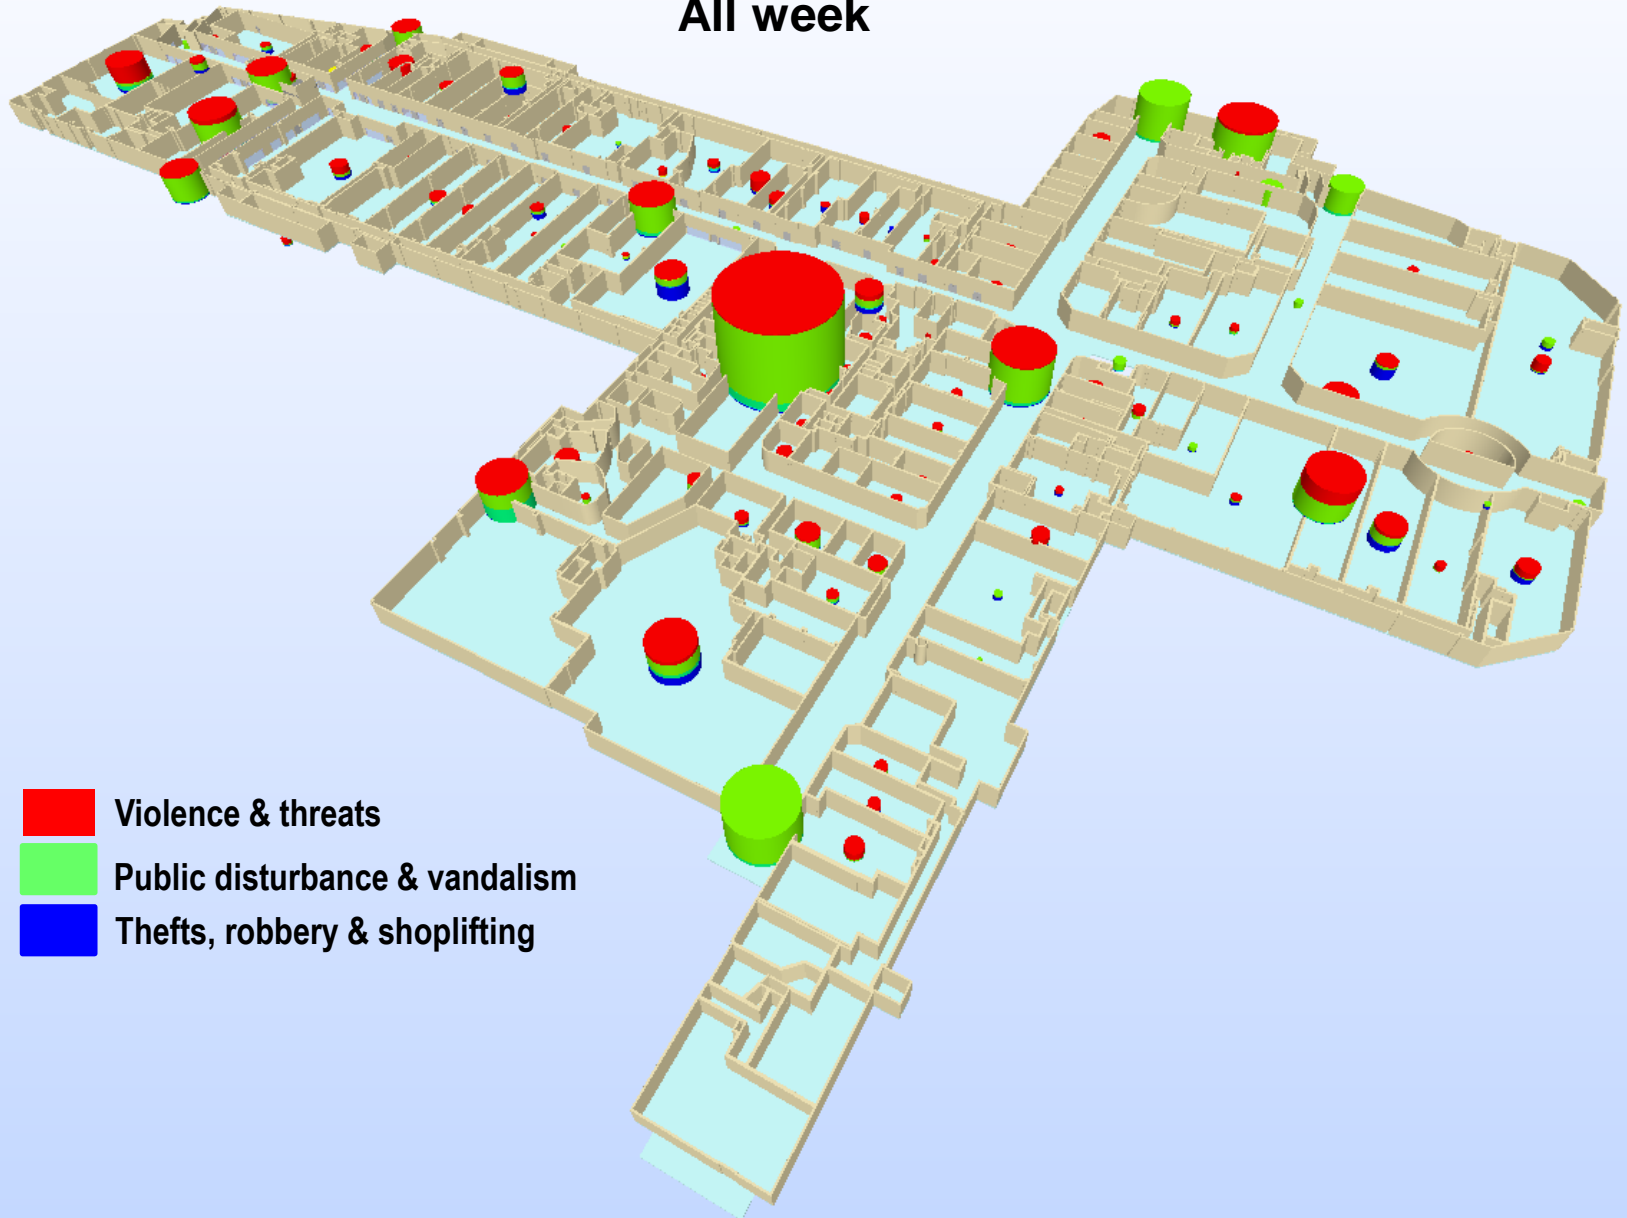 All week
Violence & threats
Public disturbance & vandalism
Thefts, robbery & shoplifting